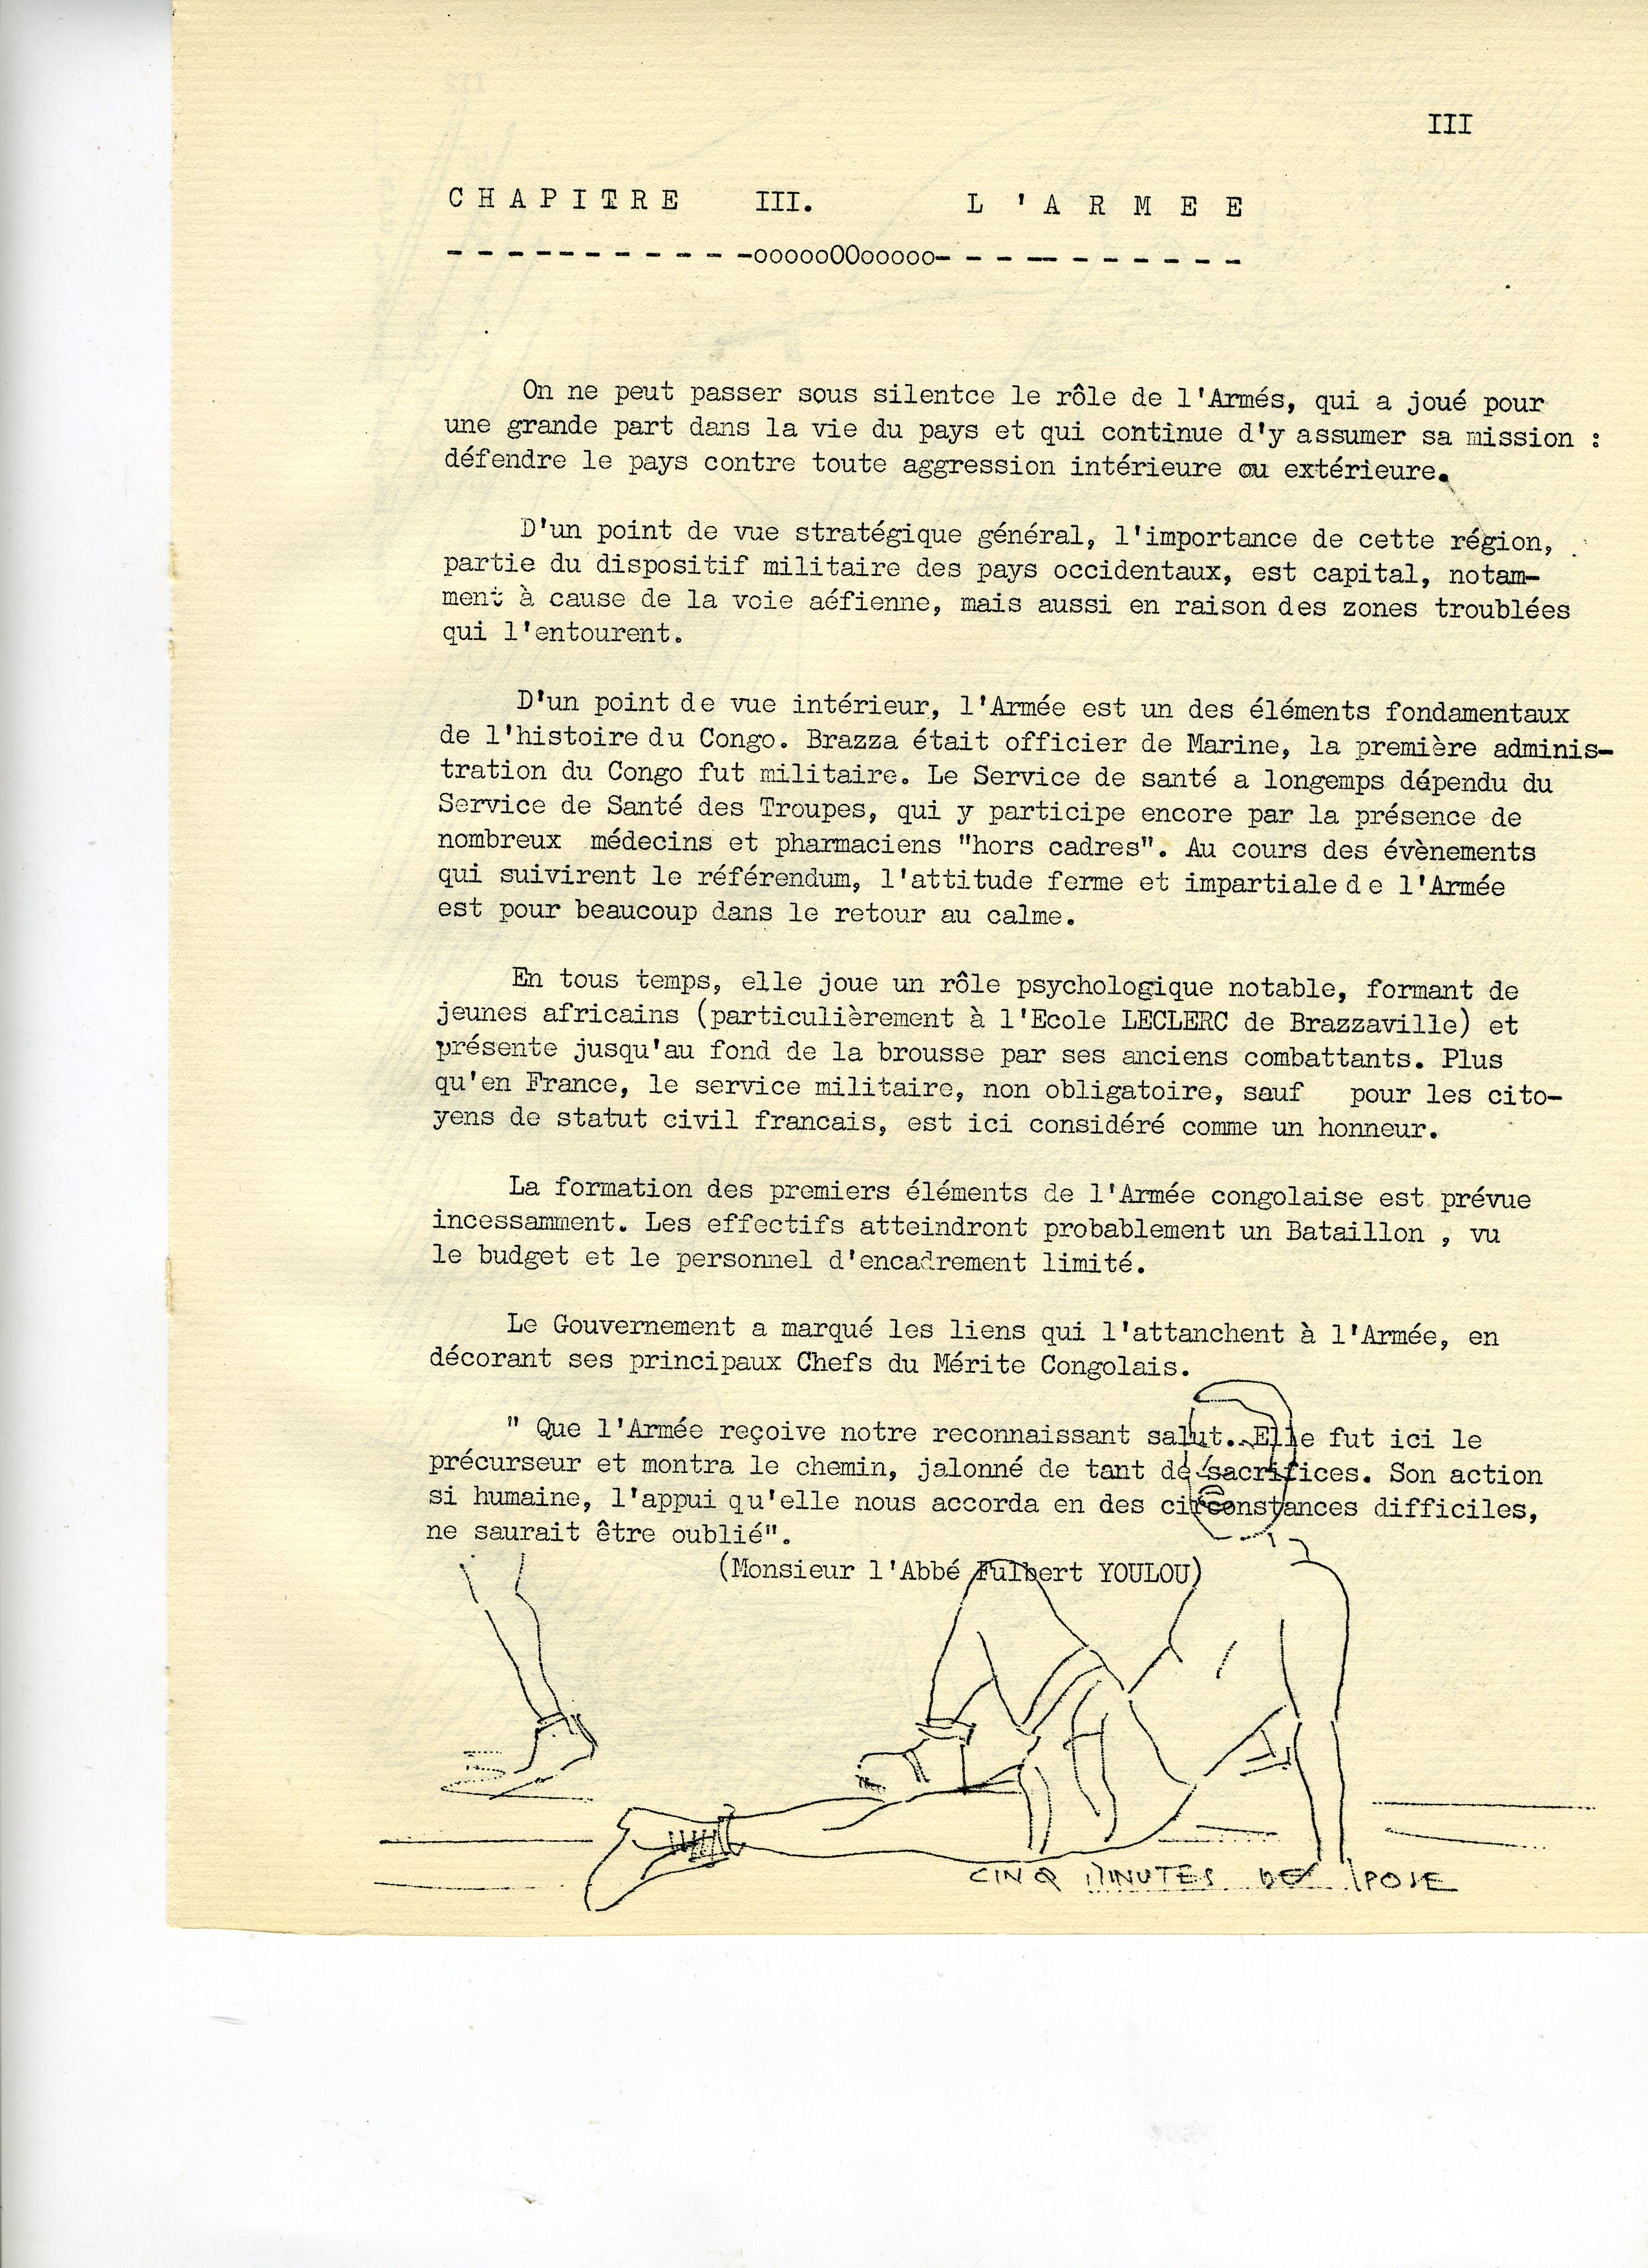 III
CHAPITRE III. L'ARMEE
- - - - - - - - - - -oooooOOooooo- - - - - - - - - - -
On ne peut passer sous silentce le rôle de l'Armés, qui a joué pour
une grande part dans la vie du pays et qui continue d'y assumer sa mission :
défendre le pays contre toute aggression intérieure ou extérieure.
D'un point de vue stratégique général, l'importance de cette région,
partie du dispositif militaire des pays occidentaux, est capital, notam-
ment à cause de la voie aéfienne, mais aussi en raison des zones troublées
qui l'entourent.
D'un point de vue intérieur, l'Armée est un des éléments fondamentaux
de l'histoire du Congo. Brazza était officier de Marine, la première adminis-
tration du Congo fut militaire. Le Service de santé a longemps dépendu du
Service de Santé des Troupes, qui y participe encore par la présence de
nombreux médecins et pharmaciens "hors cadres". Au cours des évènements
qui suivirent le référendum, l'attitude ferme et impartiale de l'Armée
est pour beaucoup dans le retour au calme.
En tous temps, elle joue un rôle psychologique notable, formant de
jeunes africains (particulièrement à l'Ecole LECLERC de Brazzaville) et
présente jusqu'au fond de la brousse par ses anciens combattants. Plus
qu'en France, le service militaire, non obligatoire, sauf pour les cito-
yens de statut civil francais, est ici considéré comme un honneur.
La formation des premiers éléments de l'Armée congolaise est prévue
incessamment. Les effectifs atteindront probablement un Bataillon , vu
le budget et le personnel d'encadrement limité.
Le Gouvernement a marqué les liens qui l'attanchent à l'Armée, en
décorant ses principaux Chefs du Mérite Congolais.
" Que l'Armée reçoive notre reconnaissant salut. Elle fut ici le
précurseur et montra le chemin, jalonné de tant de sacrifices. Son action
si humaine, l'appui qu'elle nous accorda en des circonstances difficiles,
ne saurait être oublié".
(Monsieur l'Abbé Fulbert YOULOU)
CINQ MINUTES DE POSE